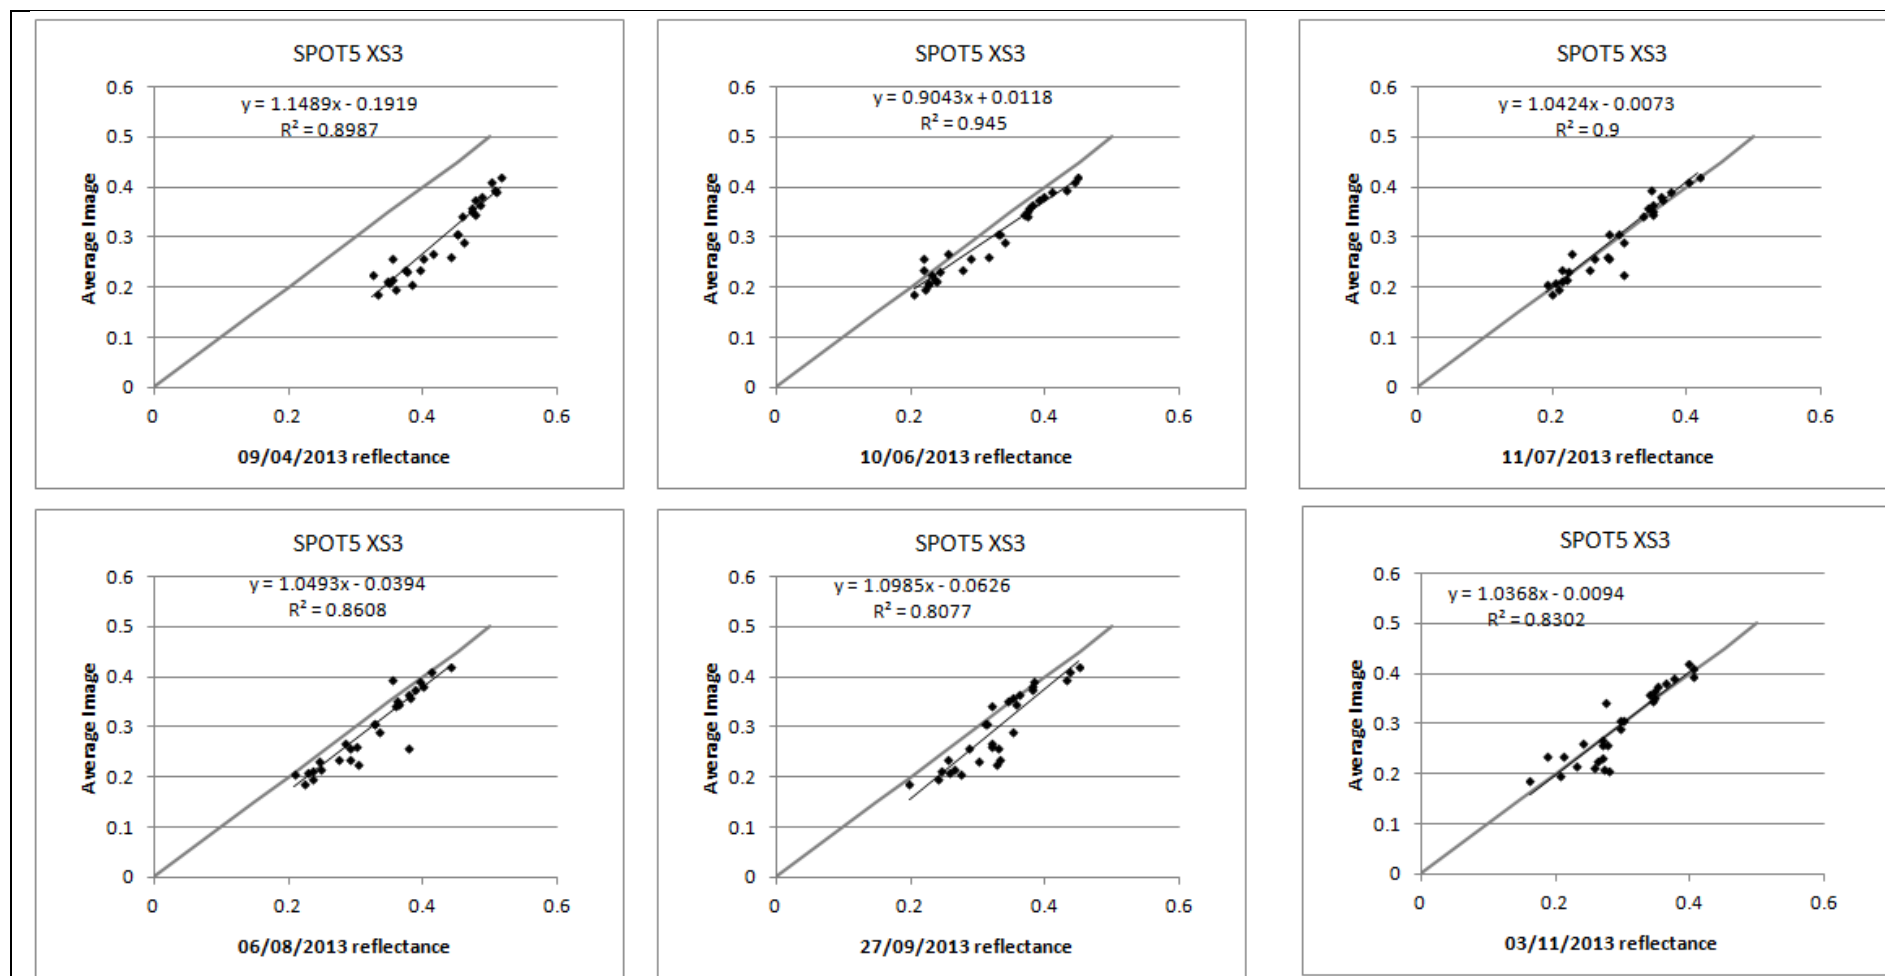 SPOT5 XS3
y = 1.1489x - 0.1919
R² = 0.8987
0.6
0.5
0.4
0.3
0.2
0.1
0
Average Image
0
0.2
0.4
0.6
09/04/2013 reflectance
SPOT5 XS3
y = 0.9043x + 0.0118
R² = 0.945
0.6
0.5
0.4
0.3
0.2
0.1
0
Average Image
0
0.2
0.4
0.6
10/06/2013 reflectance
SPOT5 XS3
y = 1.0424x - 0.0073
R² = 0.9
0.6
0.5
0.4
0.3
0.2
0.1
0
Average Image
0
0.2
0.4
0.6
11/07/2013 reflectance
SPOT5 XS3
y = 1.0493x - 0.0394
R² = 0.8608
0.6
0.5
0.4
0.3
0.2
0.1
0
Average Image
0
0.2
0.4
0.6
06/08/2013 reflectance
SPOT5 XS3
y = 1.0985x - 0.0626
R² = 0.8077
0.6
0.5
0.4
0.3
0.2
0.1
0
Average Image
0
0.2
0.4
0.6
27/09/2013 reflectance
SPOT5 XS3
y = 1.0368x - 0.0094
R² = 0.8302
0.6
0.5
0.4
0.3
0.2
0.1
0
Average Image
0
0.2
0.4
0.6
03/11/2013 reflectance